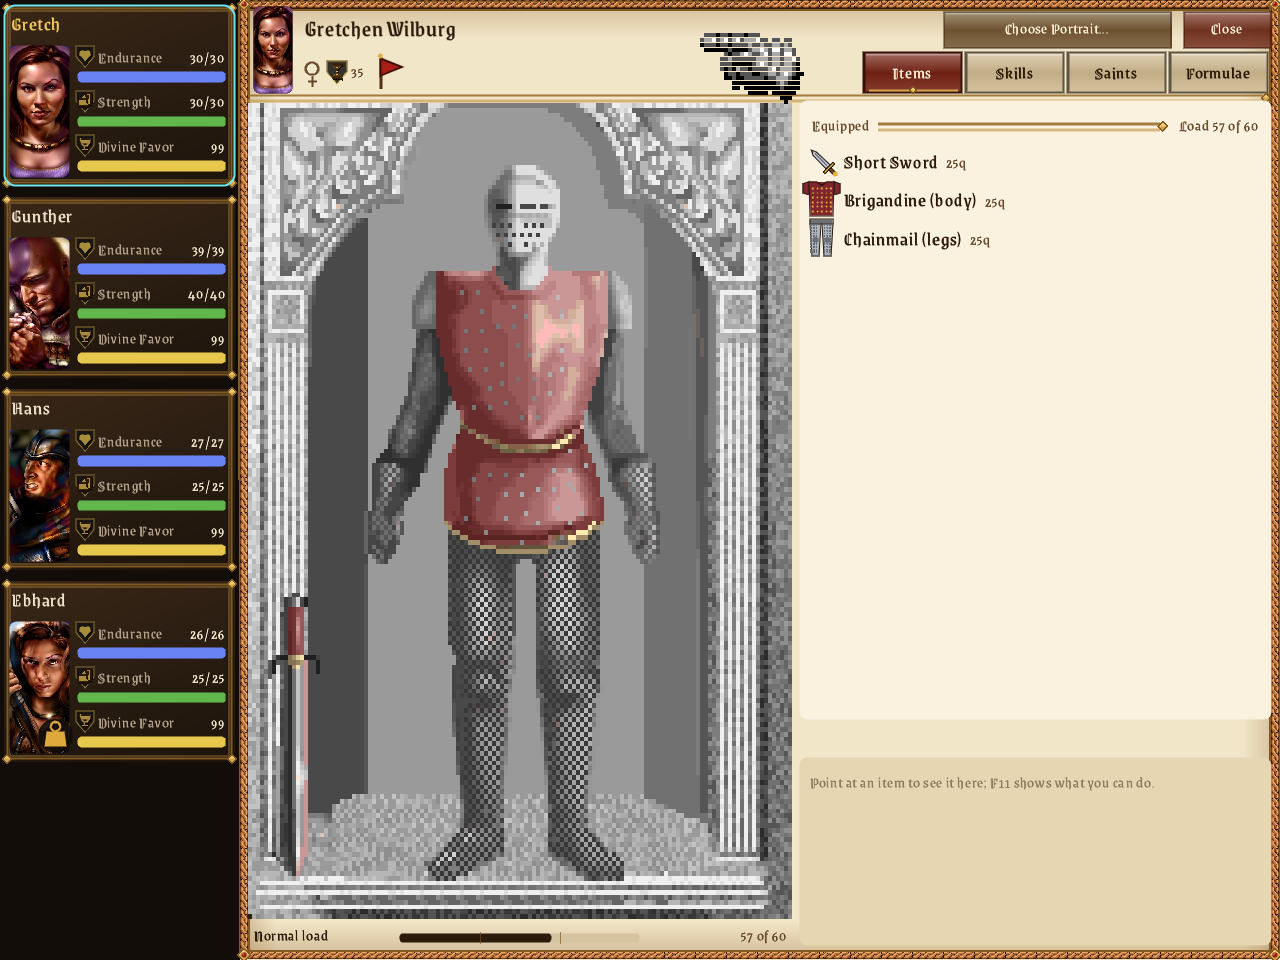 Gretch
Endurance 30/30
Strength 30/30
Divine Favor 99
Gunther
Endurance 39/39
Strength 40/40
Divine Favor 99
Hans
Endurance 27/27
Strength 25/25
Divine Favor 99
Ebhard
Endurance 26/26
Strength 25/25
Divine Favor 99
Gretchen Wilburg
35
Choose Portrait...
Close
Items
Skills
Saints
Formulae
Equipped
Load 57 of 60
Short Sword 25q
Brigandine (body) 25q
Chainmail (legs) 25q
Point at an item to see it here; F11 shows what you can do.
Normal load
57 of 60